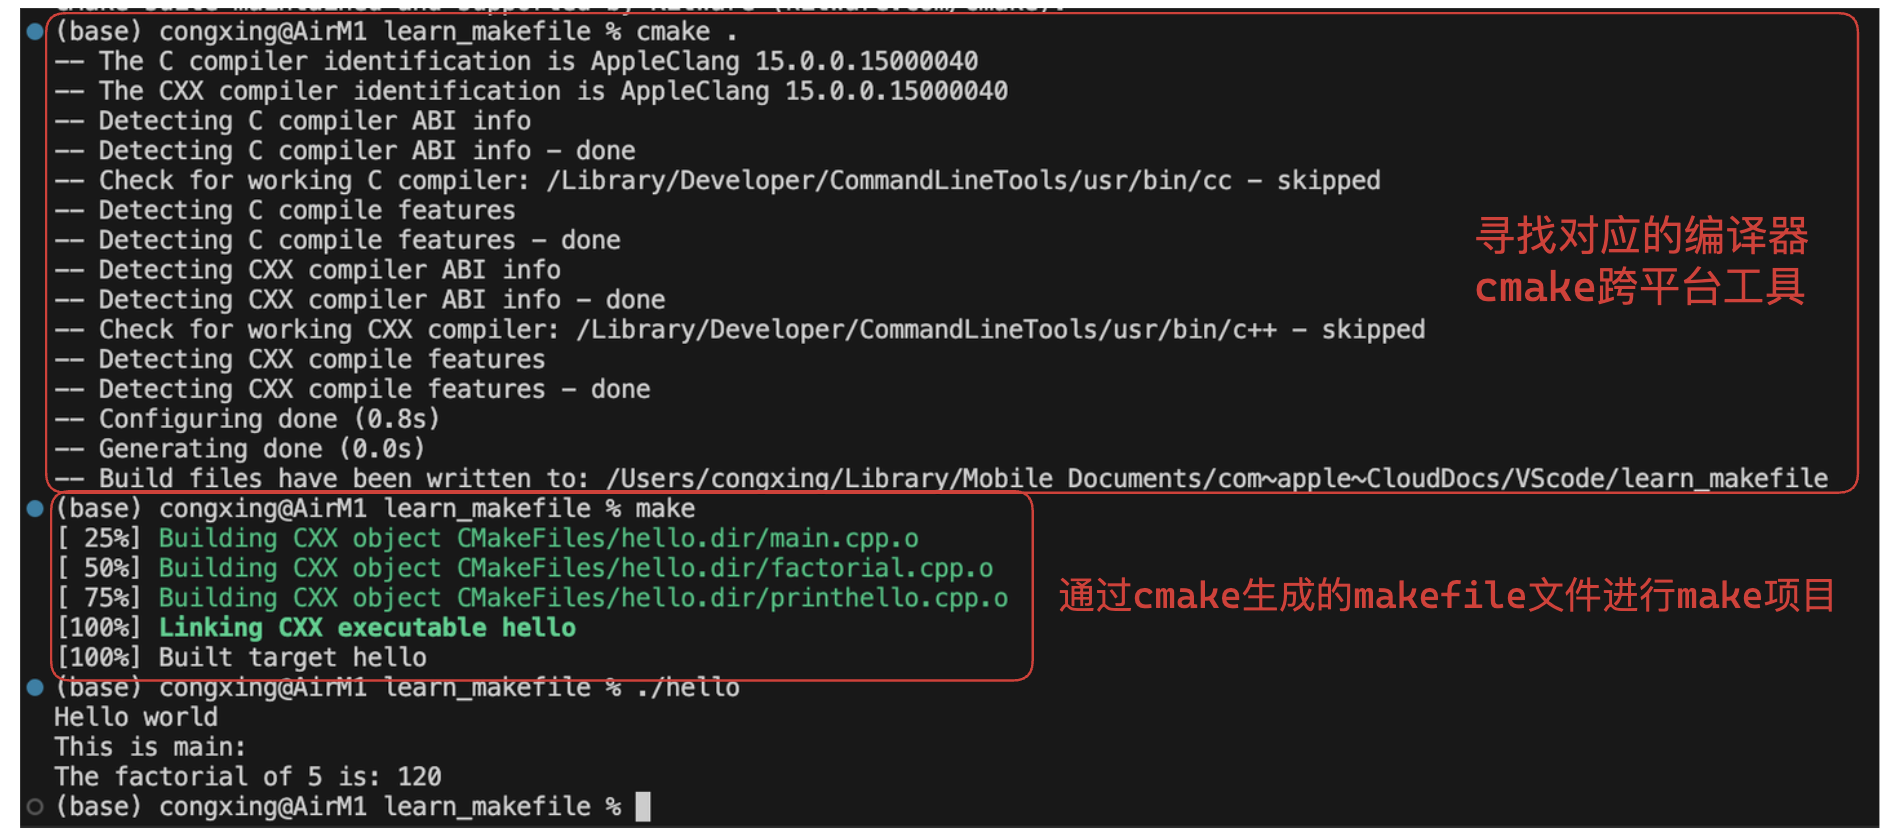 (base) congxing@AirM1 learn_makefile % cmake .
-- The C compiler identification is AppleClang 15.0.0.15000040
-- The CXX compiler identification is AppleClang 15.0.0.15000040
-- Detecting C compiler ABI info
-- Detecting C compiler ABI info - done
-- Check for working C compiler: /Library/Developer/CommandLineTools/usr/bin/cc - skipped
-- Detecting C compile features
-- Detecting C compile features - done
-- Detecting CXX compiler ABI info
-- Detecting CXX compiler ABI info - done
-- Check for working CXX compiler: /Library/Developer/CommandLineTools/usr/bin/c++ - skipped
-- Detecting CXX compile features
-- Detecting CXX compile features - done
-- Configuring done (0.8s)
-- Generating done (0.0s)
-- Build files have been written to: /Users/congxing/Library/Mobile Documents/com~apple~CloudDocs/VScode/learn_makefile
寻找对应的编译器
cmake跨平台工具
(base) congxing@AirM1 learn_makefile % make
[ 25%] Building CXX object CMakeFiles/hello.dir/main.cpp.o
[ 50%] Building CXX object CMakeFiles/hello.dir/factorial.cpp.o
[ 75%] Building CXX object CMakeFiles/hello.dir/printhello.cpp.o
[100%] Linking CXX executable hello
[100%] Built target hello
通过cmake生成的makefile文件进行make项目
(base) congxing@AirM1 learn_makefile % ./hello
Hello world
This is main:
The factorial of 5 is: 120
(base) congxing@AirM1 learn_makefile %